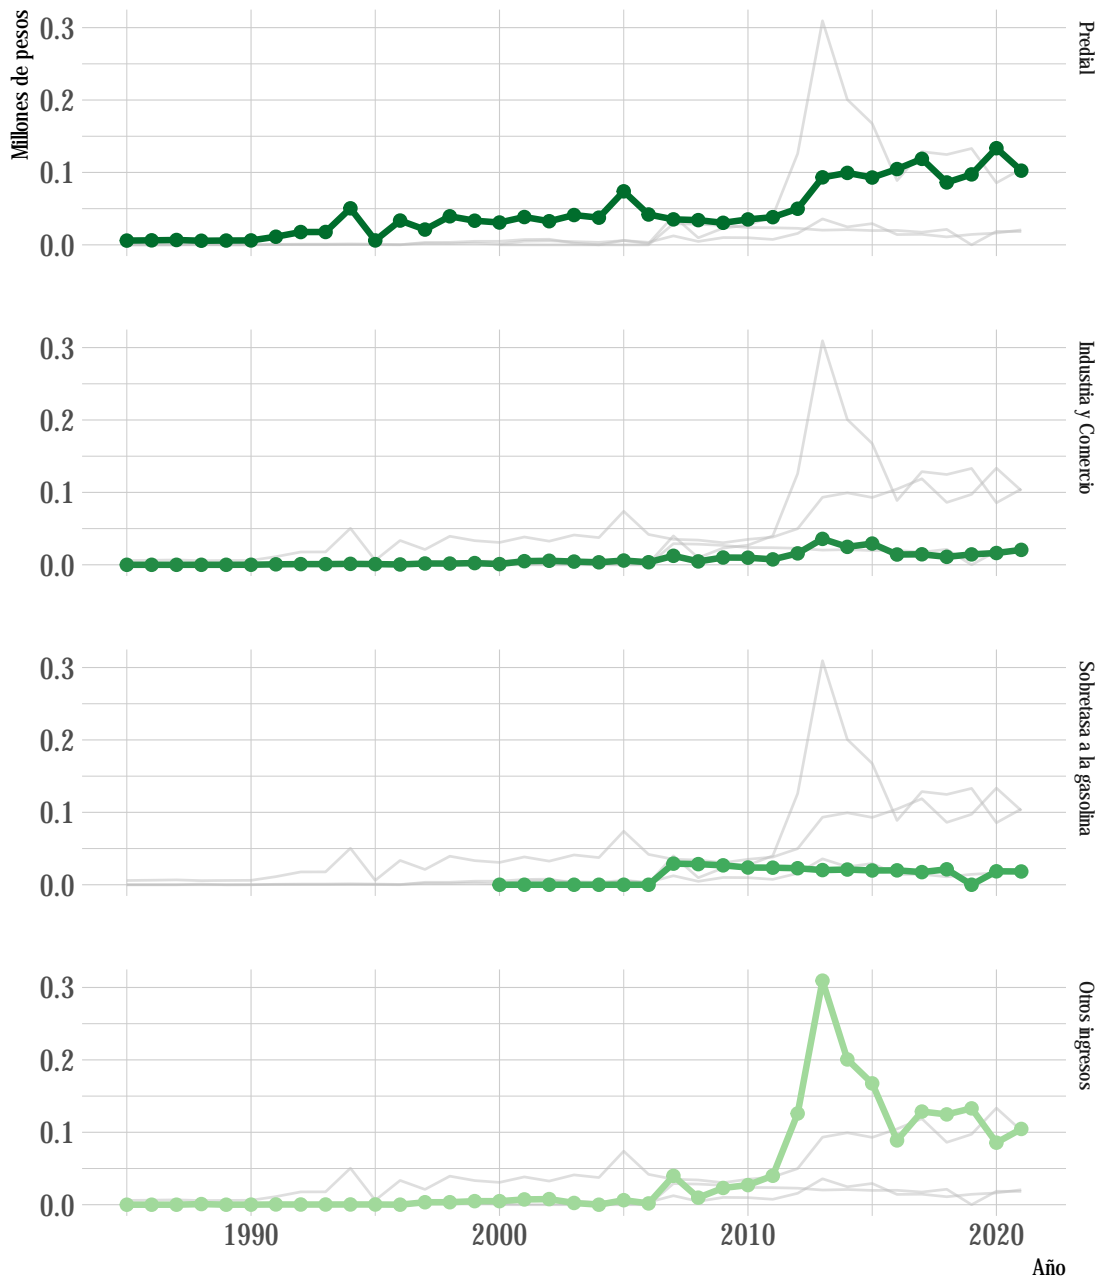 Millones de pesos
0.3
0.2
0.1
0.0
Predial
0.3
0.2
0.1
0.0
Industria y Comercio
0.3
0.2
0.1
0.0
Sobretasa a la gasolina
0.3
0.2
0.1
0.0
Otros ingresos
1990 2000 2010 2020
Año